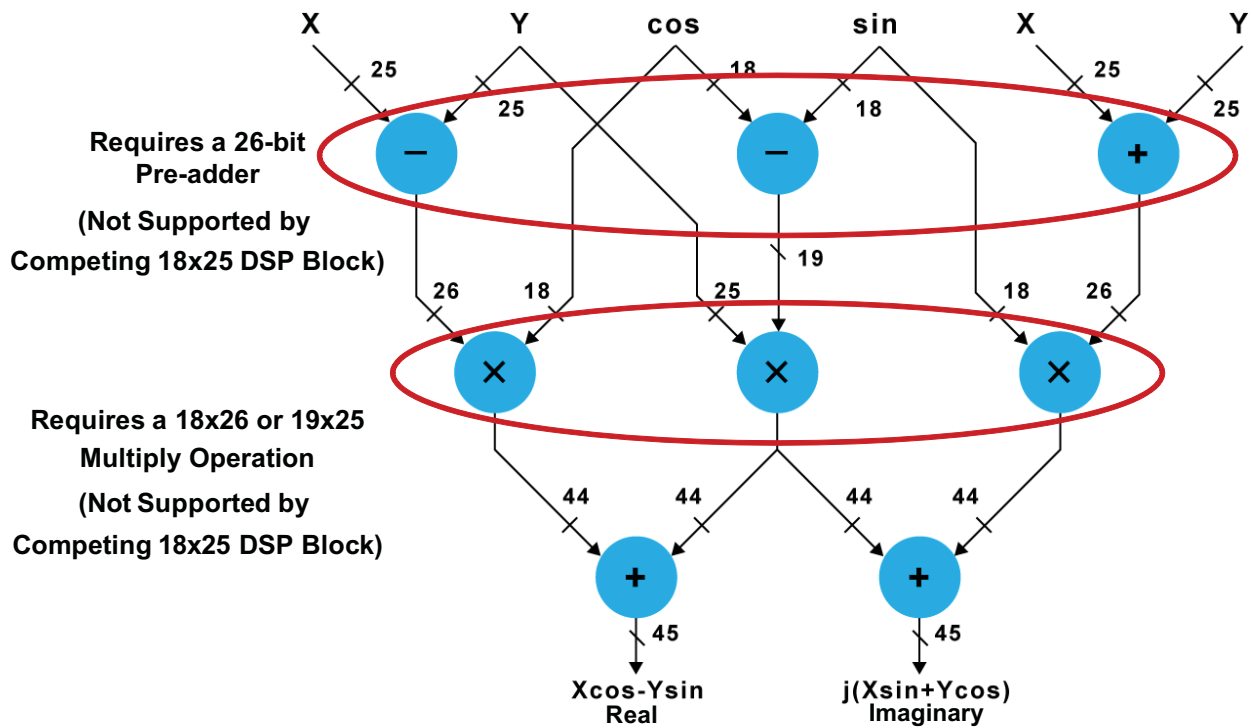 X Y cos sin X Y
25 25 18 18 25 25
− − +
Requires a 26-bit
Pre-adder
(Not Supported by
Competing 18x25 DSP Block)
19
26 18 25 18 26
× × ×
Requires a 18x26 or 19x25
Multiply Operation
(Not Supported by
Competing 18x25 DSP Block)
44 44 44 44
+ +
45 45
Xcos-Ysin j(Xsin+Ycos)
Real Imaginary